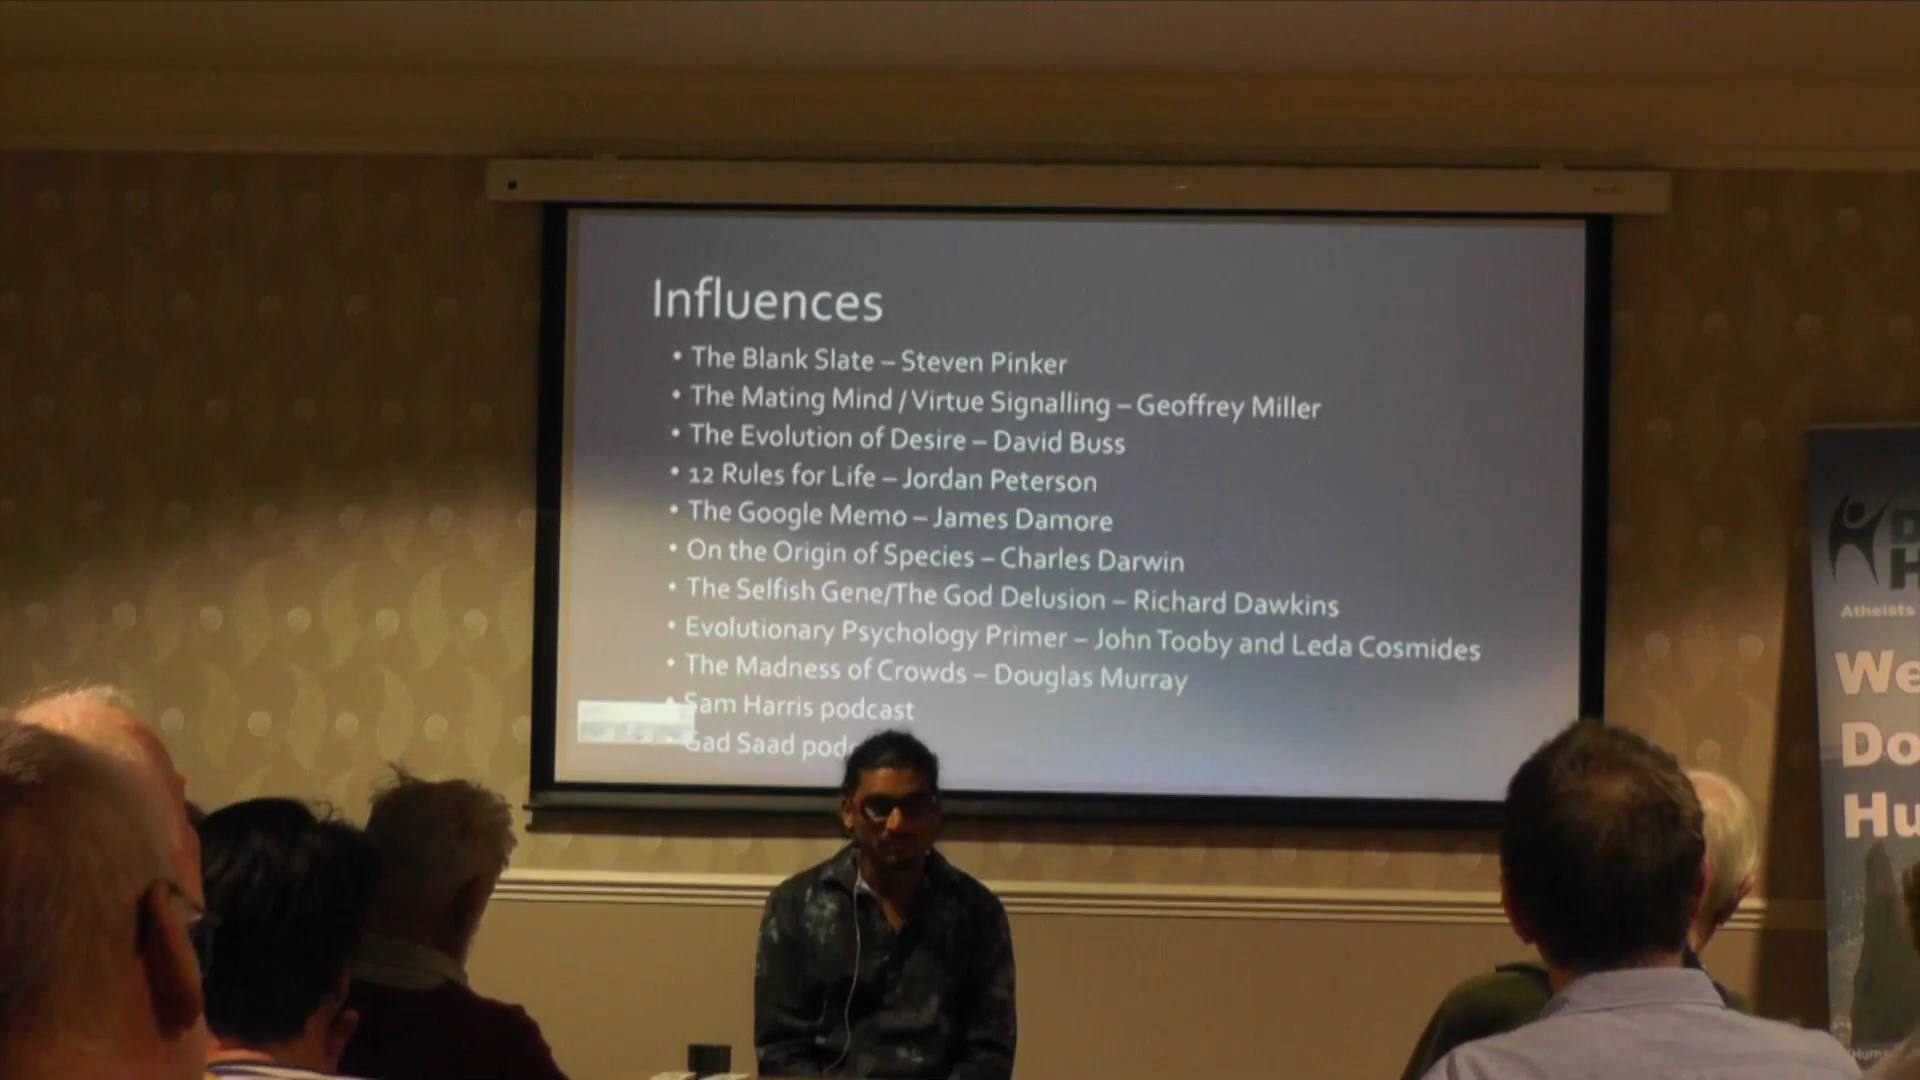 Influences
• The Blank Slate – Steven Pinker
• The Mating Mind / Virtue Signalling – Geoffrey Miller
• The Evolution of Desire – David Buss
• 12 Rules for Life – Jordan Peterson
• The Google Memo – James Damore
• On the Origin of Species – Charles Darwin
• The Selfish Gene/The God Delusion – Richard Dawkins
• Evolutionary Psychology Primer – John Tooby and Leda Cosmides
• The Madness of Crowds – Douglas Murray
• Sam Harris podcast
• Gad Saad pod
Atheists
We
Do
Hu